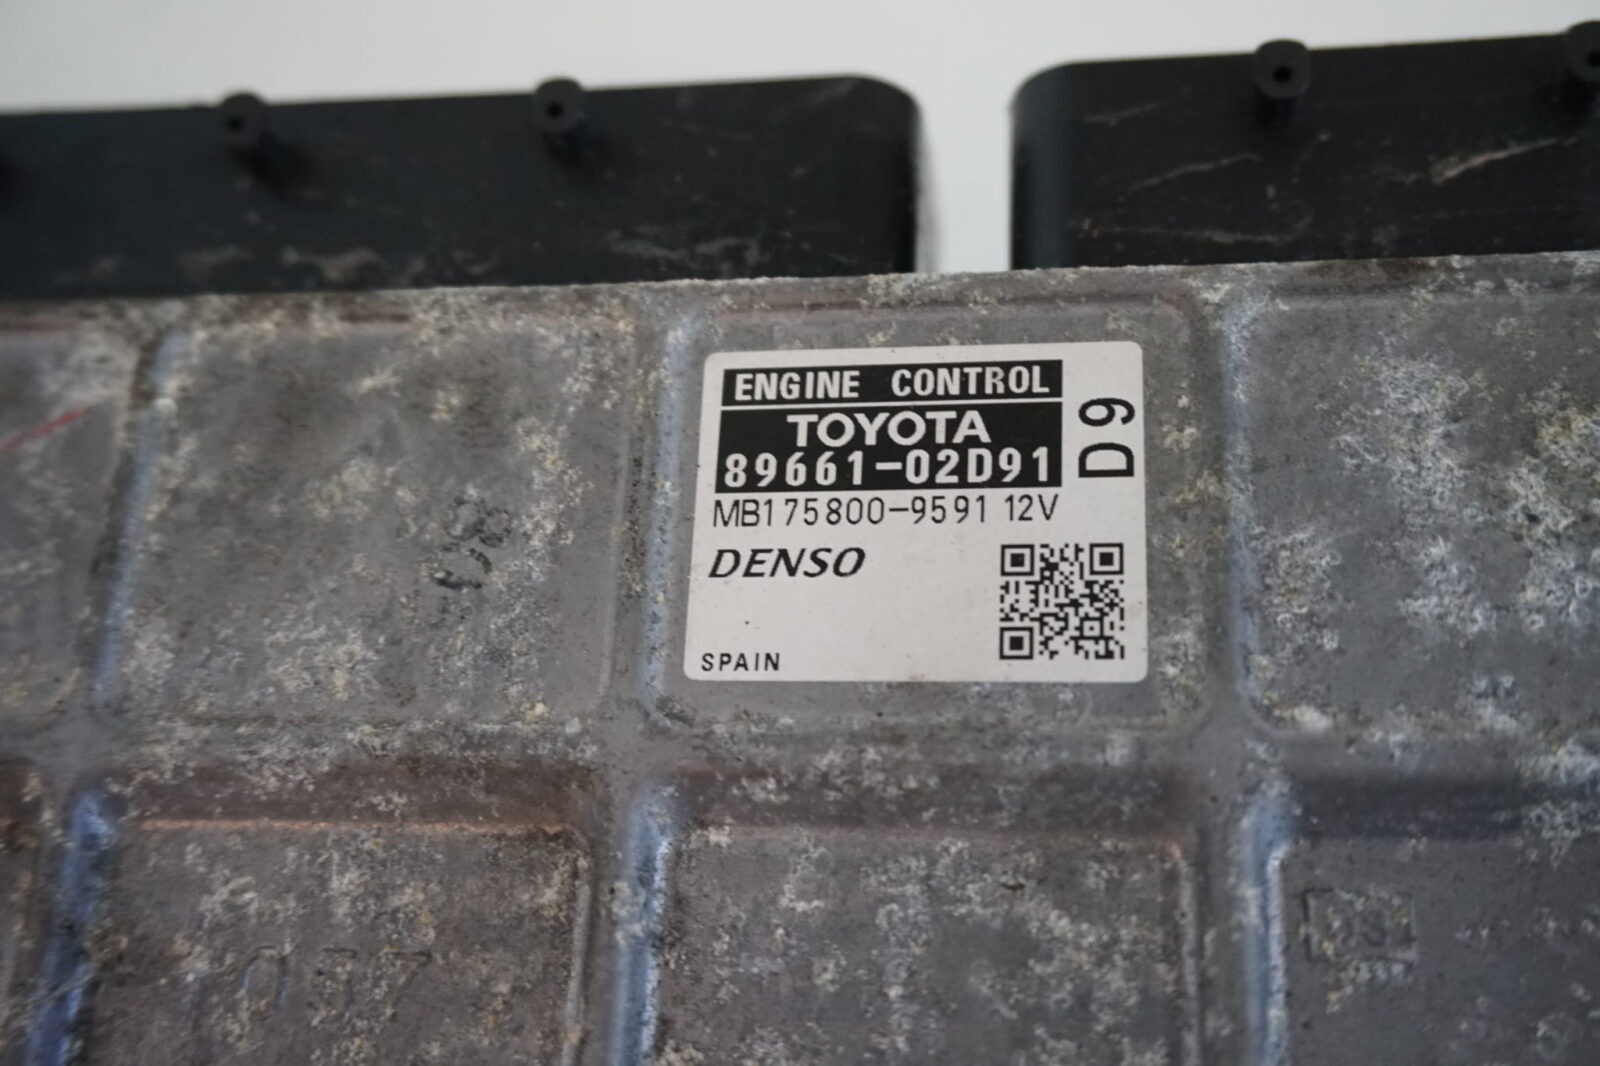 ENGINE CONTROL
TOYOTA
89661-02D91
D9
MB175800-9591 12V
DENSO
SPAIN